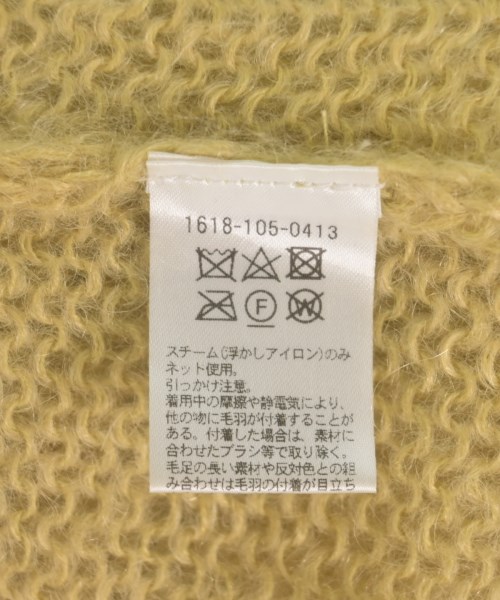 1618-105-0413
F
W
スチーム(浮かしアイロン)のみ
ネット使用。
引っかけ注意。
着用中の摩擦や静電気により、
他の物に毛羽が付着することが
ある。付着した場合は、素材に
合わせたブラシ等で取り除く。
毛足の長い素材や反対色との組
み合わせは毛羽の付着が目立ち